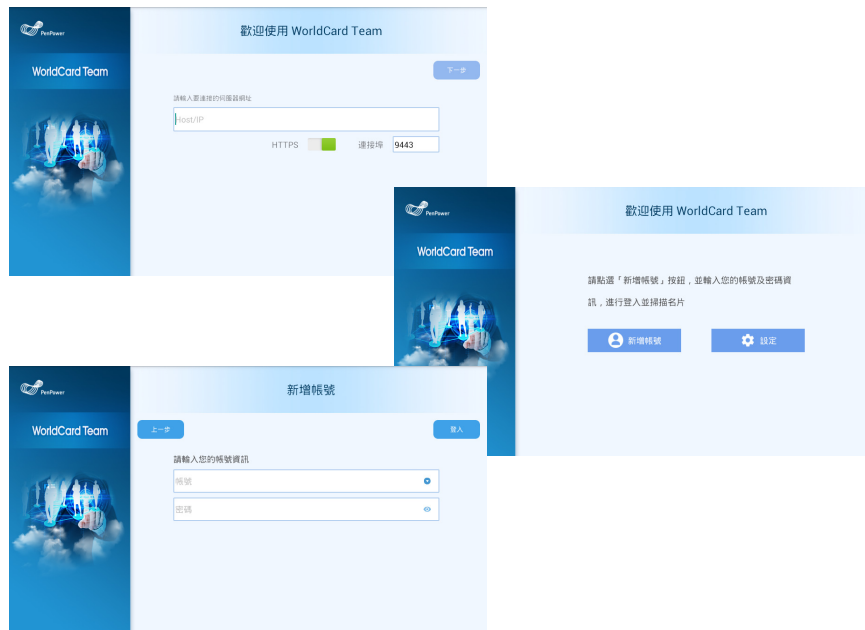 PenPower
歡迎使用 WorldCard Team
WorldCard Team
下一步
請輸入要連接的伺服器網址
Host/IP
HTTPS
連接埠
9443
PenPower
歡迎使用 WorldCard Team
WorldCard Team
請點選「新增帳號」按鈕，並輸入您的帳號及密碼資
訊，進行登入並掃描名片
新增帳號
設定
PenPower
新增帳號
WorldCard Team
上一步
登入
請輸入您的帳號資訊
帳號
密碼